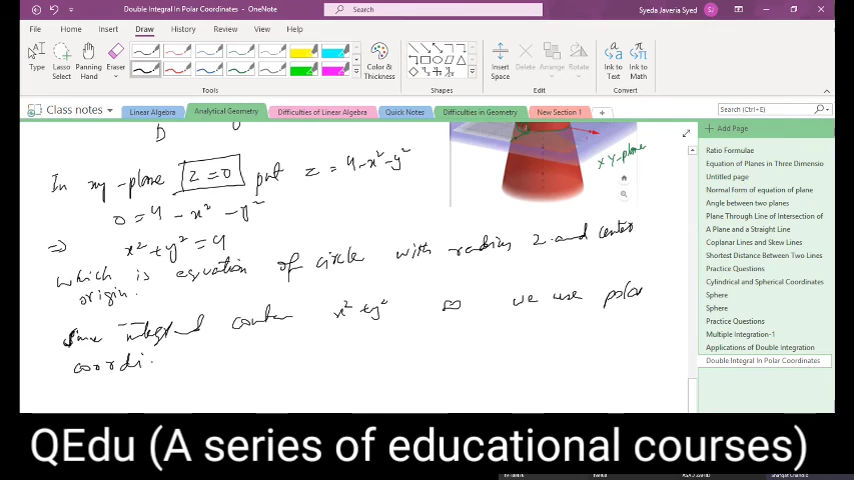 Double Integral In Polar Coordinates - OneNote
Search
Syeda Javeria Syed
SJ
File Home Insert Draw History Review View Help
Type
Lasso Select
Panning Hand
Eraser
Color & Thickness
Insert Space
Delete
Arrange
Ink to Text
Ink to Math
Tools
Shapes
Edit
Convert
Class notes
Linear Algebra
Analytical Geometry
Difficulties of Linear Algebra
Quick Notes
Difficulties in Geometry
New Section 1
+
Search (Ctrl+E)
D
XY-plane
In xy-plane z=0 put z = 4-x²-y²
0 = 4 - x² - y²
⇒ x² + y² = 4
which is equation of circle with radius 2 and center
origin.
integrand x² + y² so we use polar
coordi
Add Page
Ratio Formulae
Equation of Planes in Three Dimensio
Untitled page
Normal form of equation of plane
Angle between two planes
Plane Through Line of Intersection of
A Plane and a Straight Line
Coplanar Lines and Skew Lines
Shortest Distance Between Two Lines
Practice Questions
Cylindrical and Spherical Coordinates
Sphere
Sphere
Practice Questions
Multiple Integration-1
Applications of Double Integration
Double Integral In Polar Coordinates
QEdu (A series of educational courses)